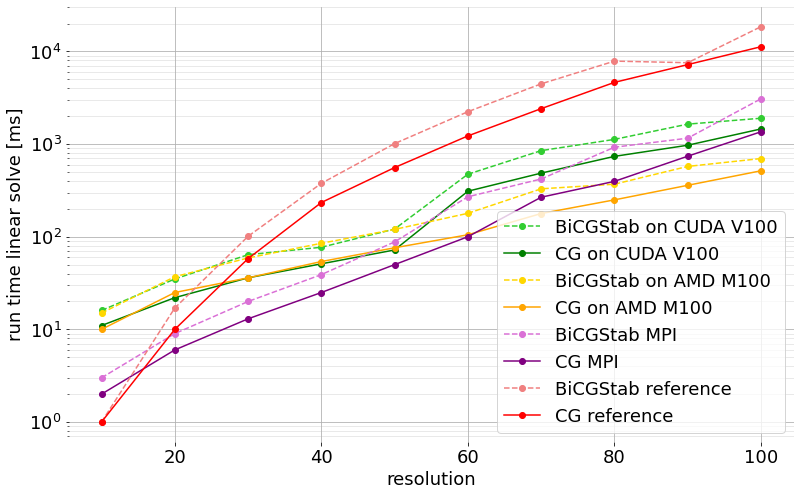 run time linear solve [ms]
10⁴
10³
10²
10¹
10⁰
BiCGStab on CUDA V100
CG on CUDA V100
BiCGStab on AMD M100
CG on AMD M100
BiCGStab MPI
CG MPI
BiCGStab reference
CG reference
20 40 60 80 100
resolution